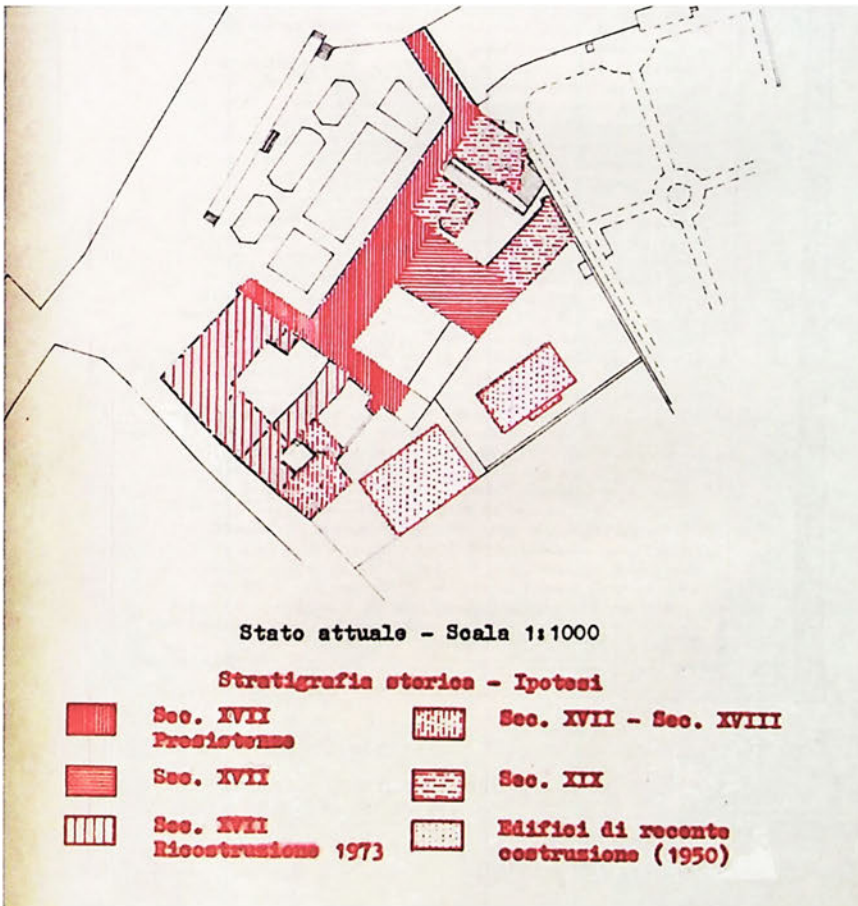 Stato attuale - Scala 1:1000
Stratigrafia storica - Ipotesi
Sec. XVII
Presistenze
Sec. XVII
Sec. XVII
Ricostruzione 1973
Sec. XVII - Sec. XVIII
Sec. XIX
Edifici di recente
costruzione (1950)